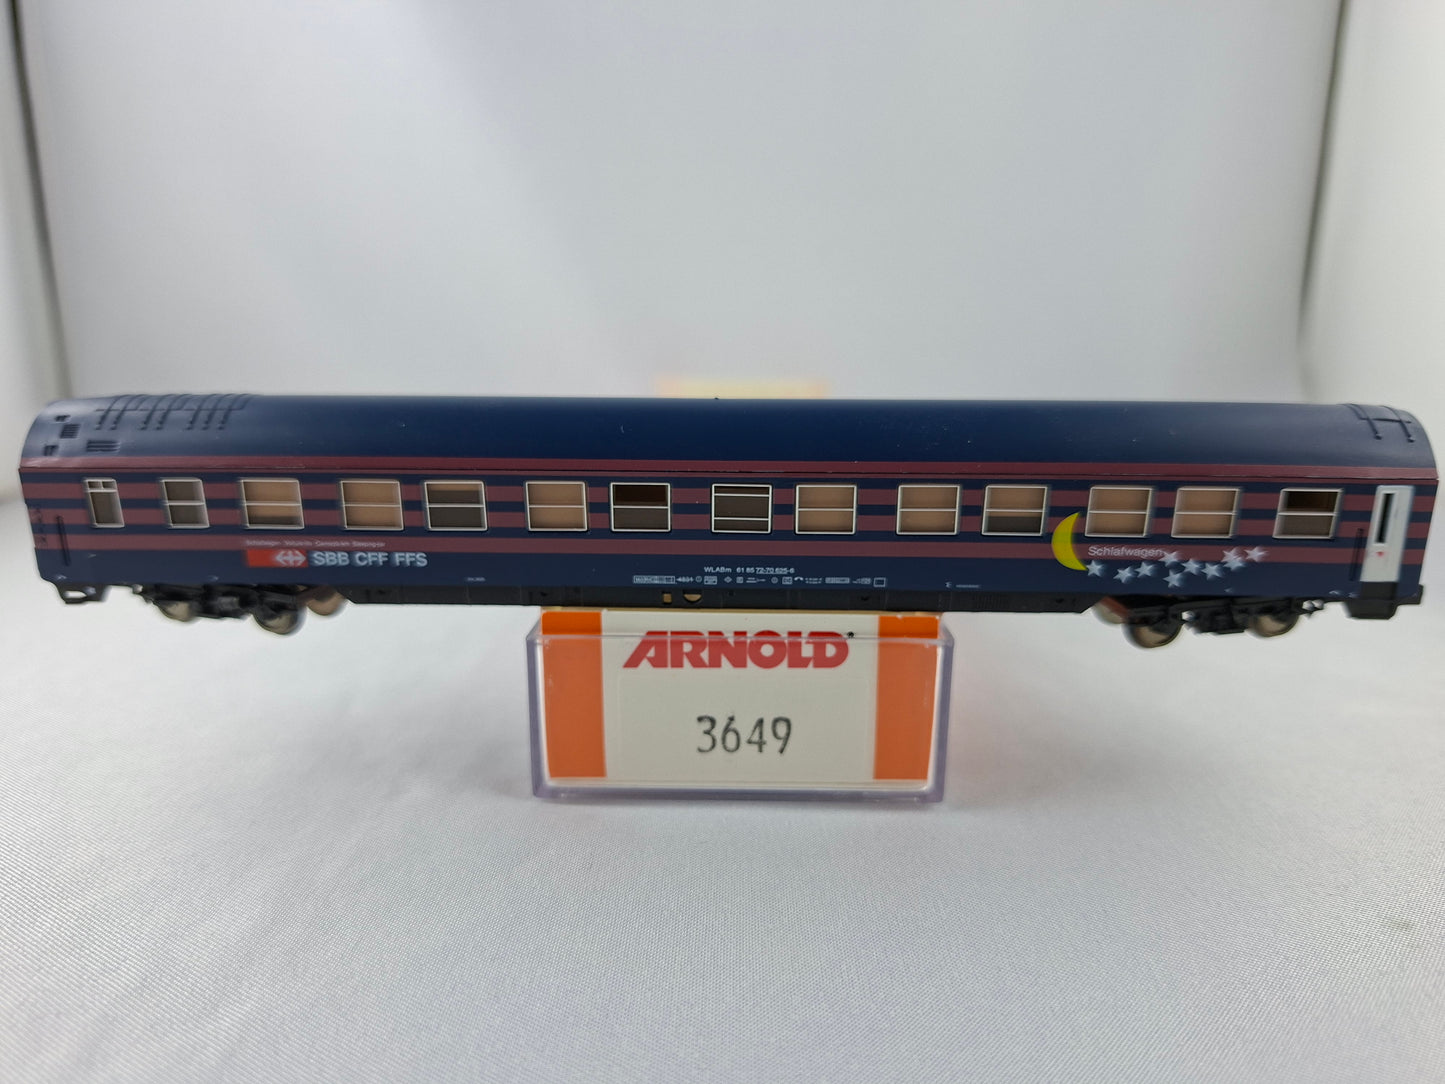 SBB CFF FFS
WLABm 61 85 72-70 625-6
Schlafwagen
ARNOLD
3649